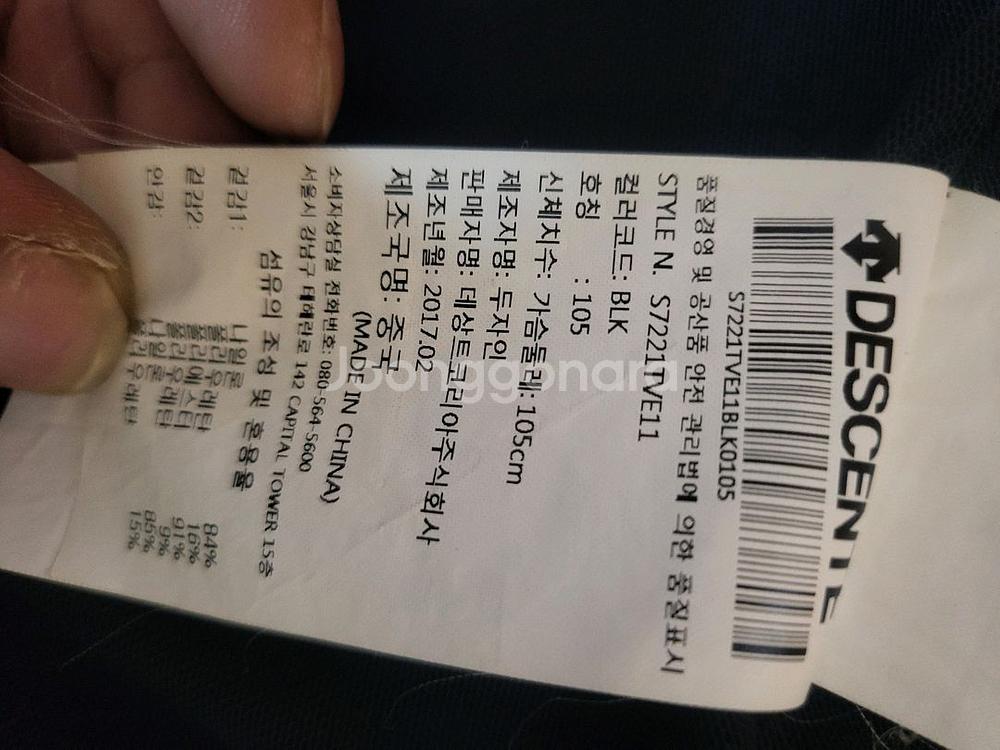 DESCENTE
S7221TVE11BLK0105
품질경영 및 공산품 안전 관리법에 의한 품질표시
STYLE N. S7221TVE11
컬러코드: BLK
호칭 : 105
신체치수: 가슴둘레: 105cm
제조자명: 두자인
판매자명: 데상트코리아주식회사
제조년월: 2017.02
제조국명: 중국
(MADE IN CHINA)
소비자상담실 전화번호: 080-564-5600
서울시 강남구 테헤란로 142 CAPITAL TOWER 15층
섬유의 조성 및 혼용율
겉감1: 나일론 84%
폴리우레탄 16%
겉감2: 폴리에스터 91%
폴리우레탄 9%
안감: 나일론 85%
폴리우레탄 15%
Joonggonara